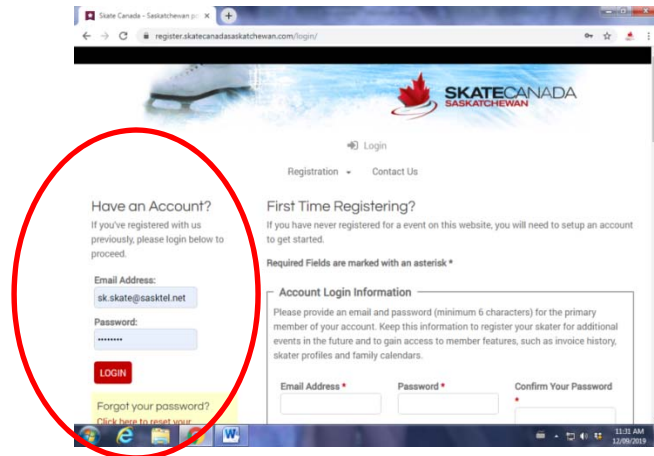 Skate Canada - Saskatchewan po
register.skatecanadasaskatchewan.com/login/
SKATECANADA
SASKATCHEWAN
Login
Registration
Contact Us
Have an Account?
If you've registered with us
previously, please login below to
proceed.
Email Address:
sk.skate@sasktel.net
Password:
••••••••
LOGIN
Forgot your password?
Click here to reset your
First Time Registering?
If you have never registered for a event on this website, you will need to setup an account
to get started.
Required Fields are marked with an asterisk *
Account Login Information
Please provide an email and password (minimum 6 characters) for the primary
member of your account. Keep this information to register your skater for additional
events in the future and to gain access to member features, such as invoice history,
skater profiles and family calendars.
Email Address *
Password *
Confirm Your Password
*
11:31 AM
12/09/2019